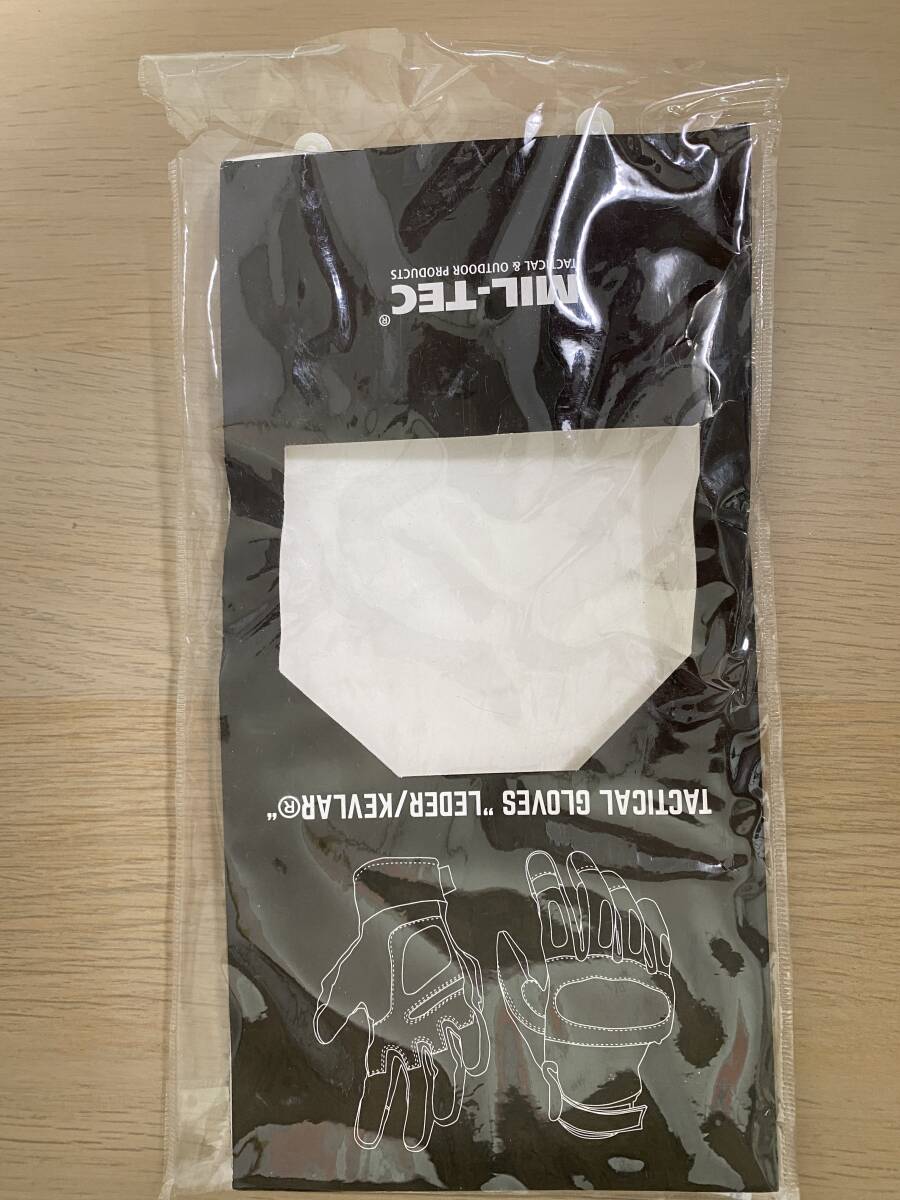 TACTICAL GLOVES "LEDER/KEVLAR®"
MIL-TEC®
TACTICAL & OUTDOOR PRODUCTS